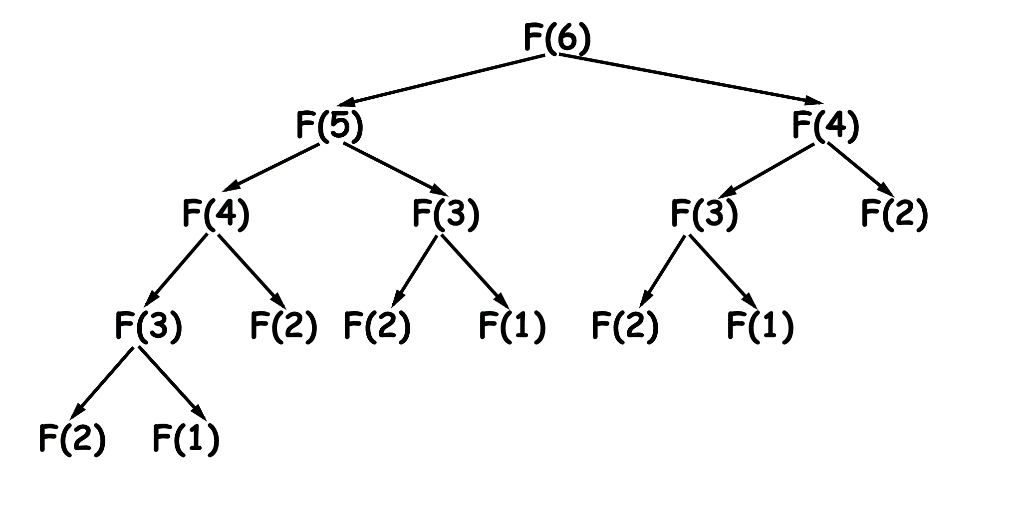 F(6)
F(5) F(4)
F(4) F(3) F(3) F(2)
F(3) F(2) F(2) F(1) F(2) F(1)
F(2) F(1)